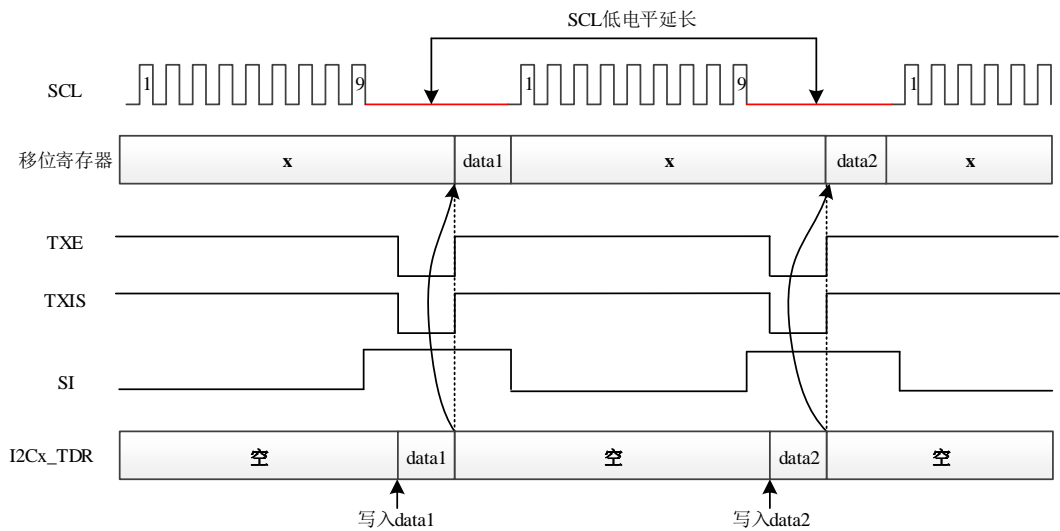 SCL低电平延长
SCL 1 9 1 9 1
移位寄存器 x data1 x data2 x
TXE
TXIS
SI
I2Cx_TDR 空 data1 空 data2 空
写入data1 写入data2